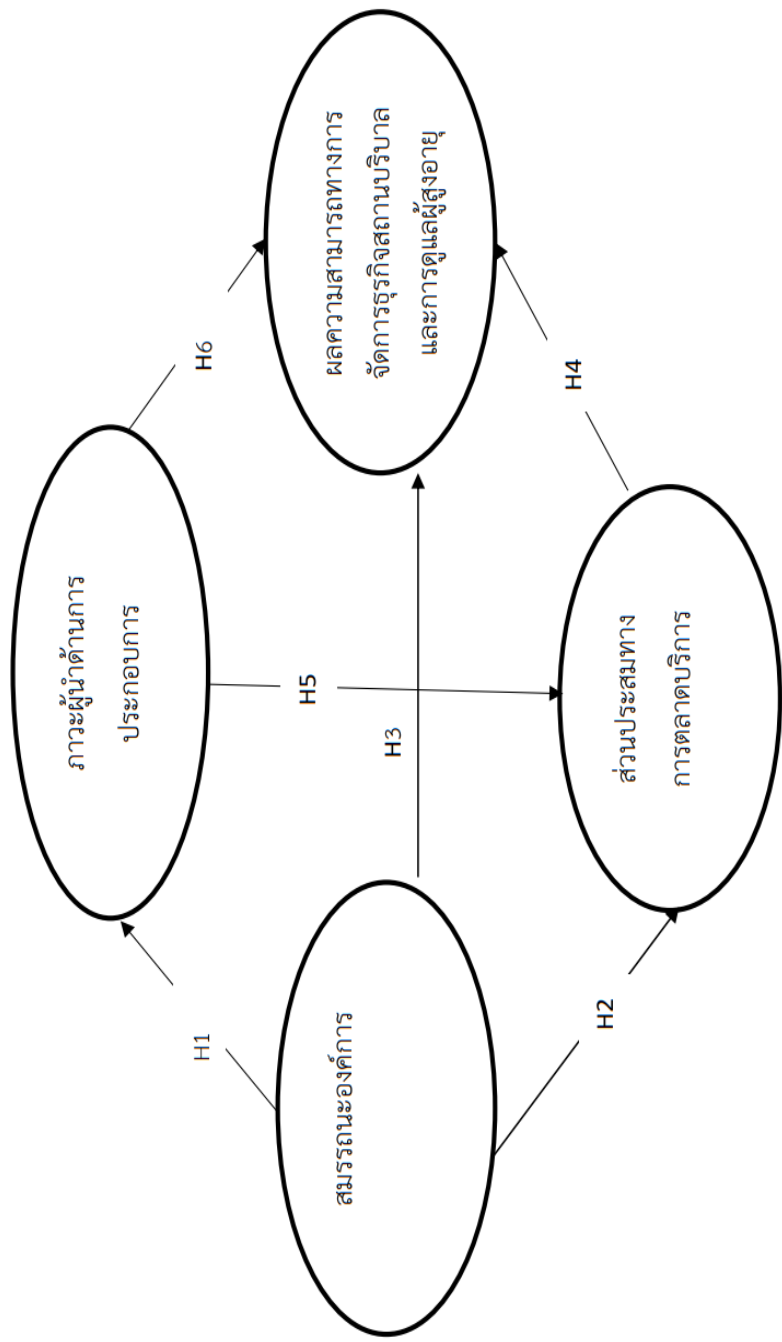 ภาวะผู้นำด้านการ
ประกอบการ
H1
H6
สมรรถนะองค์การ
H5
H3
ผลความสามารถทางการ
จัดการธุรกิจสถานบริบาล
และการดูแลผู้สูงอายุ
H2
H4
ส่วนประสมทาง
การตลาดบริการ